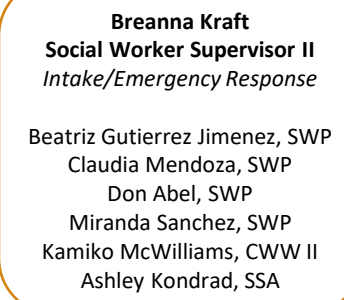 Breanna Kraft
Social Worker Supervisor II
Intake/Emergency Response
Beatriz Gutierrez Jimenez, SWP
Claudia Mendoza, SWP
Don Abel, SWP
Miranda Sanchez, SWP
Kamiko McWilliams, CWW II
Ashley Kondrad, SSA